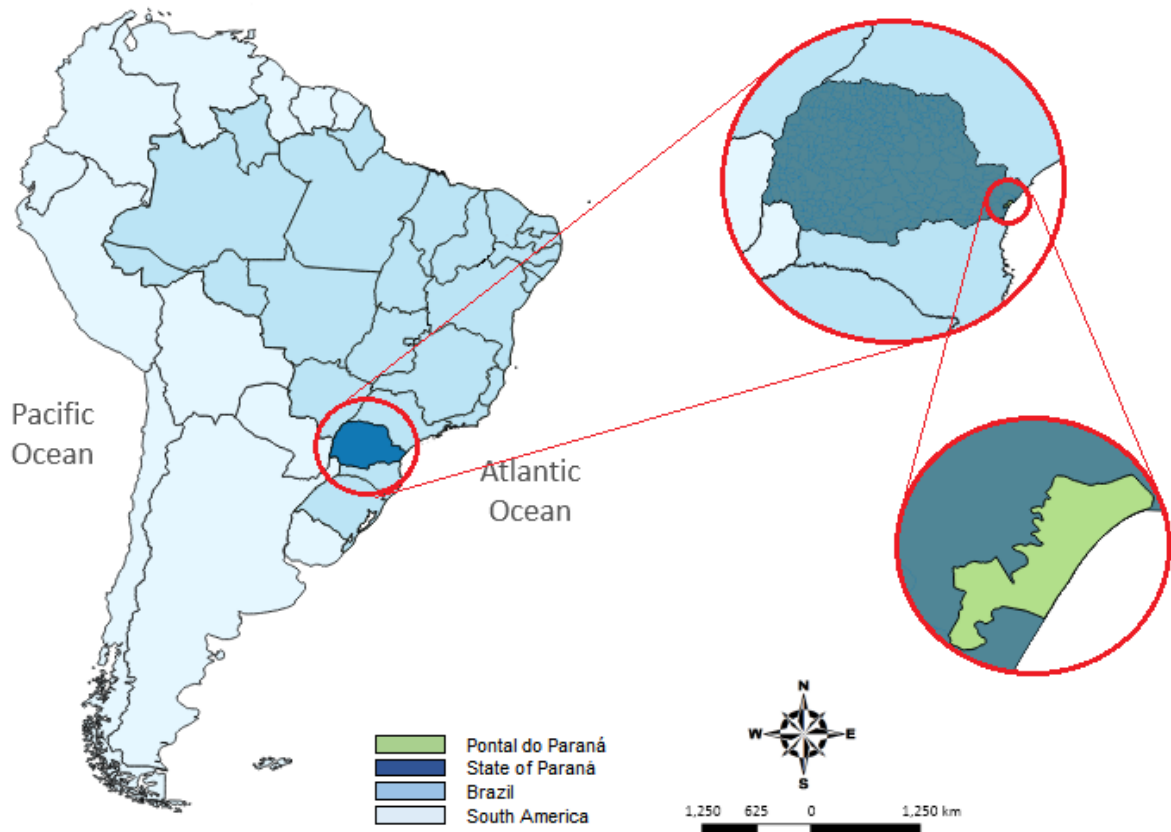 Pacific
Ocean
Atlantic
Ocean
Pontal do Paraná
State of Paraná
Brazil
South America
N
W
E
S
1,250 625 0 1,250 km